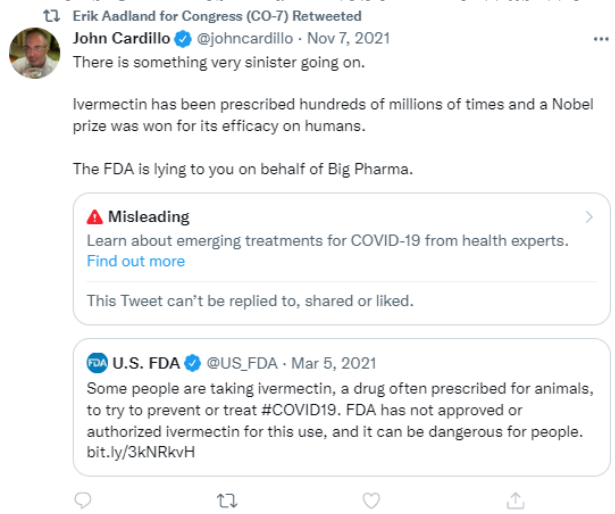 Erik Aadland for Congress (CO-7) Retweeted
John Cardillo @johncardillo · Nov 7, 2021
There is something very sinister going on.
Ivermectin has been prescribed hundreds of millions of times and a Nobel
prize was won for its efficacy on humans.
The FDA is lying to you on behalf of Big Pharma.
Misleading
Learn about emerging treatments for COVID-19 from health experts.
Find out more
This Tweet can't be replied to, shared or liked.
FDA U.S. FDA @US_FDA · Mar 5, 2021
Some people are taking ivermectin, a drug often prescribed for animals,
to try to prevent or treat #COVID19. FDA has not approved or
authorized ivermectin for this use, and it can be dangerous for people.
bit.ly/3kNRkvH